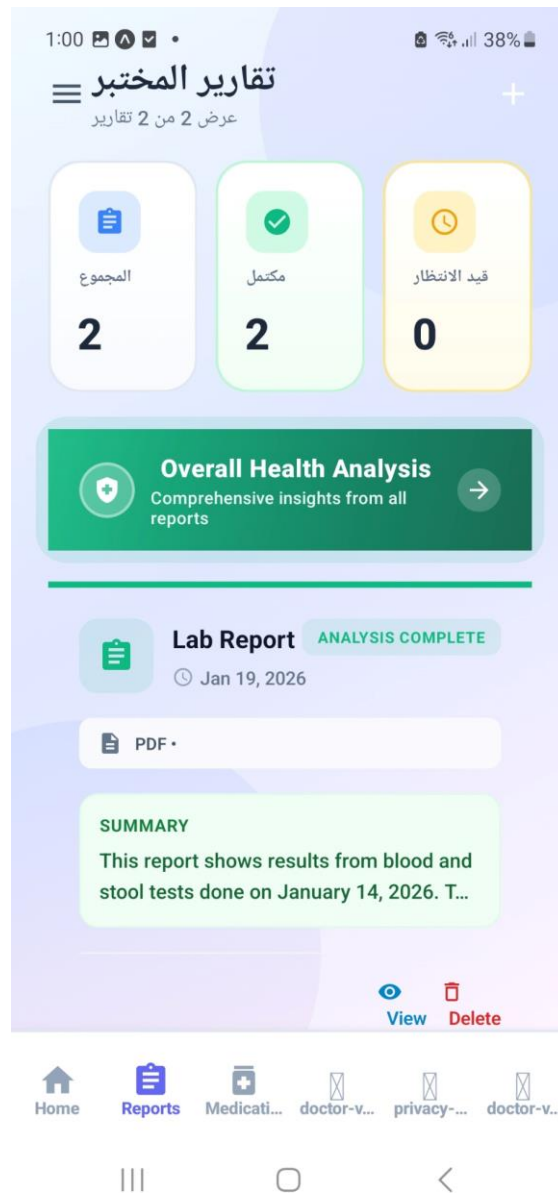 1:00
38%
تقارير المختبر
عرض 2 من 2 تقارير
+
المجموع
2
مكتمل
2
قيد الانتظار
0
Overall Health Analysis
Comprehensive insights from all
reports
Lab Report
ANALYSIS COMPLETE
Jan 19, 2026
PDF •
SUMMARY
This report shows results from blood and
stool tests done on January 14, 2026. T...
View
Delete
Home
Reports
Medicati...
doctor-v...
privacy-...
doctor-v...